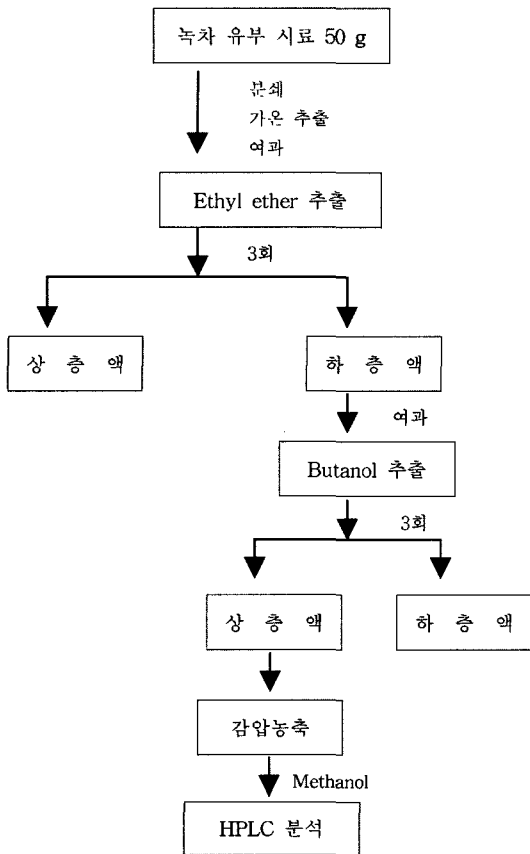 녹차 유부 시료 50 g
분쇄
가온 추출
여과
Ethyl ether 추출
3회
상 층 액
하 층 액
여과
Butanol 추출
3회
상 층 액
하 층 액
감압농축
Methanol
HPLC 분석